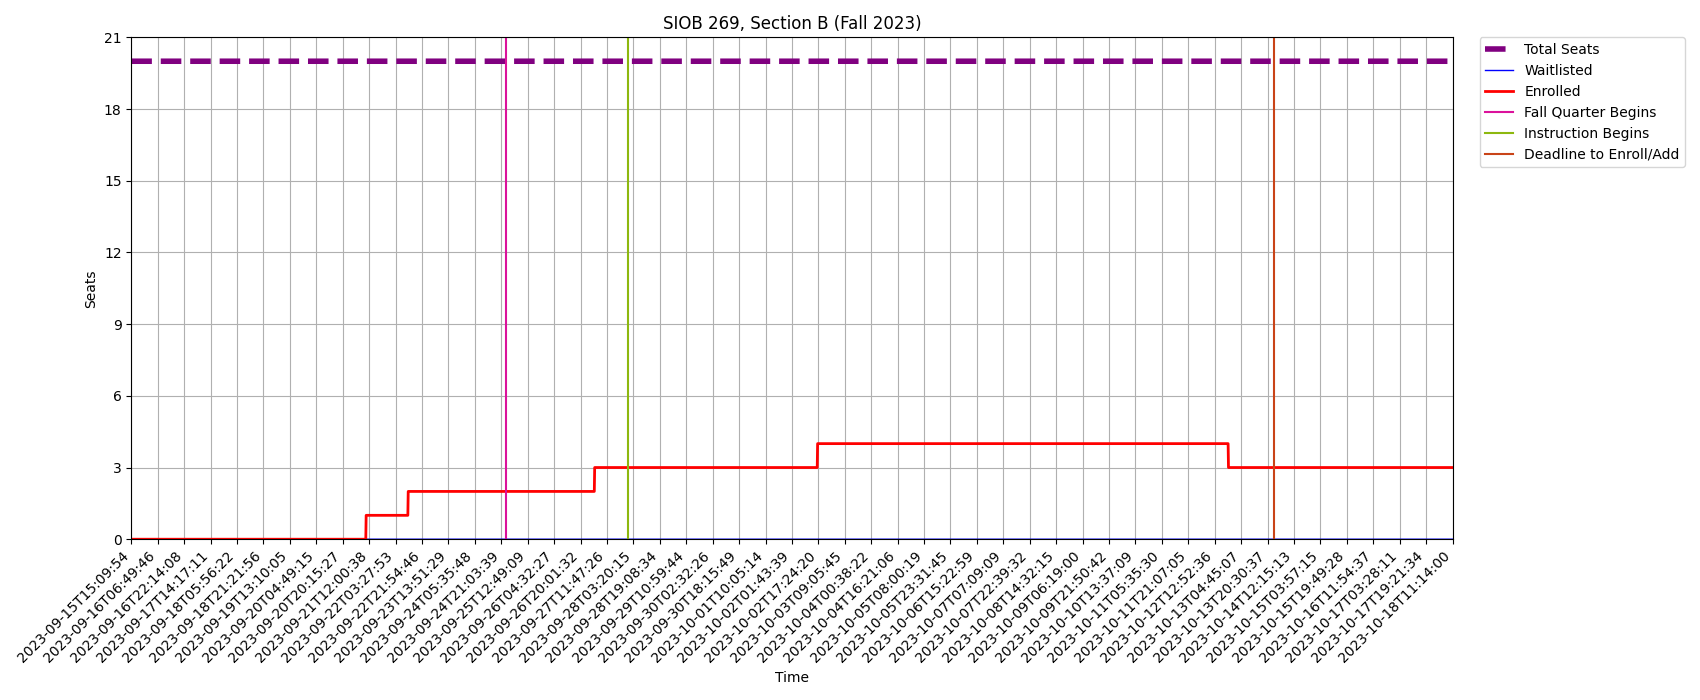 SIOB 269, Section B (Fall 2023)
Seats
21
18
15
12
9
6
3
0
2023-09-15T15:09:54
2023-09-16T06:49:46
2023-09-16T22:14:08
2023-09-17T14:17:11
2023-09-18T05:56:22
2023-09-18T21:21:56
2023-09-19T13:10:05
2023-09-20T04:49:15
2023-09-20T20:15:27
2023-09-21T12:00:38
2023-09-22T03:27:53
2023-09-22T21:54:46
2023-09-23T13:51:29
2023-09-24T05:35:48
2023-09-24T21:03:39
2023-09-25T12:49:09
2023-09-26T04:32:27
2023-09-26T20:01:32
2023-09-27T11:47:26
2023-09-28T03:20:15
2023-09-28T19:08:34
2023-09-29T10:59:44
2023-09-30T02:32:26
2023-09-30T18:15:49
2023-10-01T10:05:14
2023-10-02T01:43:39
2023-10-02T17:24:20
2023-10-03T09:05:45
2023-10-04T00:38:22
2023-10-04T16:21:06
2023-10-05T08:00:19
2023-10-05T23:31:45
2023-10-06T15:22:59
2023-10-07T07:09:09
2023-10-07T22:39:32
2023-10-08T14:32:15
2023-10-09T06:19:00
2023-10-09T21:50:42
2023-10-10T13:37:09
2023-10-11T05:35:30
2023-10-11T21:07:05
2023-10-12T12:52:36
2023-10-13T04:45:07
2023-10-13T20:30:37
2023-10-14T12:15:13
2023-10-15T03:57:15
2023-10-15T19:49:28
2023-10-16T11:54:37
2023-10-17T03:28:11
2023-10-17T19:21:34
2023-10-18T11:14:00
Time
Total Seats
Waitlisted
Enrolled
Fall Quarter Begins
Instruction Begins
Deadline to Enroll/Add